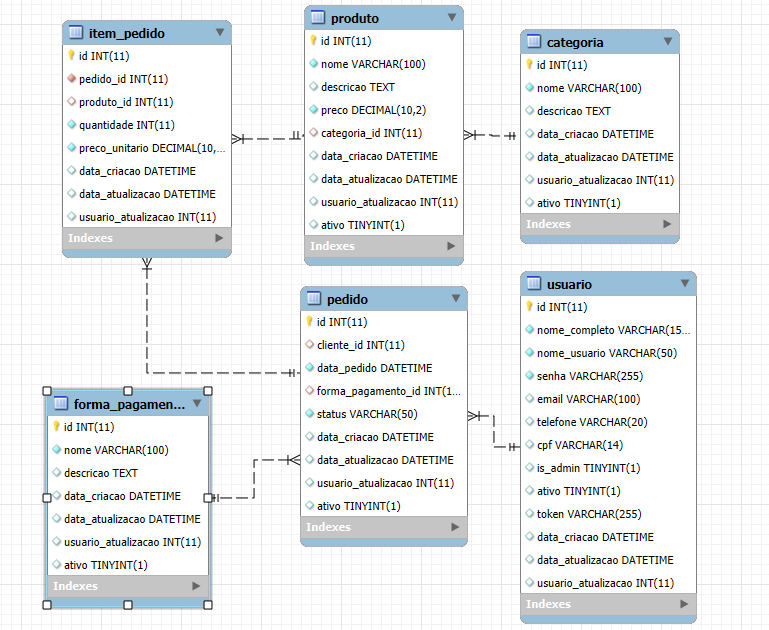 item_pedido
id INT(11)
pedido_id INT(11)
produto_id INT(11)
quantidade INT(11)
preco_unitario DECIMAL(10,...
data_criacao DATETIME
data_atualizacao DATETIME
usuario_atualizacao INT(11)
Indexes
produto
id INT(11)
nome VARCHAR(100)
descricao TEXT
preco DECIMAL(10,2)
categoria_id INT(11)
data_criacao DATETIME
data_atualizacao DATETIME
usuario_atualizacao INT(11)
ativo TINYINT(1)
Indexes
categoria
id INT(11)
nome VARCHAR(100)
descricao TEXT
data_criacao DATETIME
data_atualizacao DATETIME
usuario_atualizacao INT(11)
ativo TINYINT(1)
Indexes
forma_pagamen...
id INT(11)
nome VARCHAR(100)
descricao TEXT
data_criacao DATETIME
data_atualizacao DATETIME
usuario_atualizacao INT(11)
ativo TINYINT(1)
Indexes
pedido
id INT(11)
cliente_id INT(11)
data_pedido DATETIME
forma_pagamento_id INT(1...
status VARCHAR(50)
data_criacao DATETIME
data_atualizacao DATETIME
usuario_atualizacao INT(11)
ativo TINYINT(1)
Indexes
usuario
id INT(11)
nome_completo VARCHAR(15...
nome_usuario VARCHAR(50)
senha VARCHAR(255)
email VARCHAR(100)
telefone VARCHAR(20)
cpf VARCHAR(14)
is_admin TINYINT(1)
ativo TINYINT(1)
token VARCHAR(255)
data_criacao DATETIME
data_atualizacao DATETIME
usuario_atualizacao INT(11)
Indexes